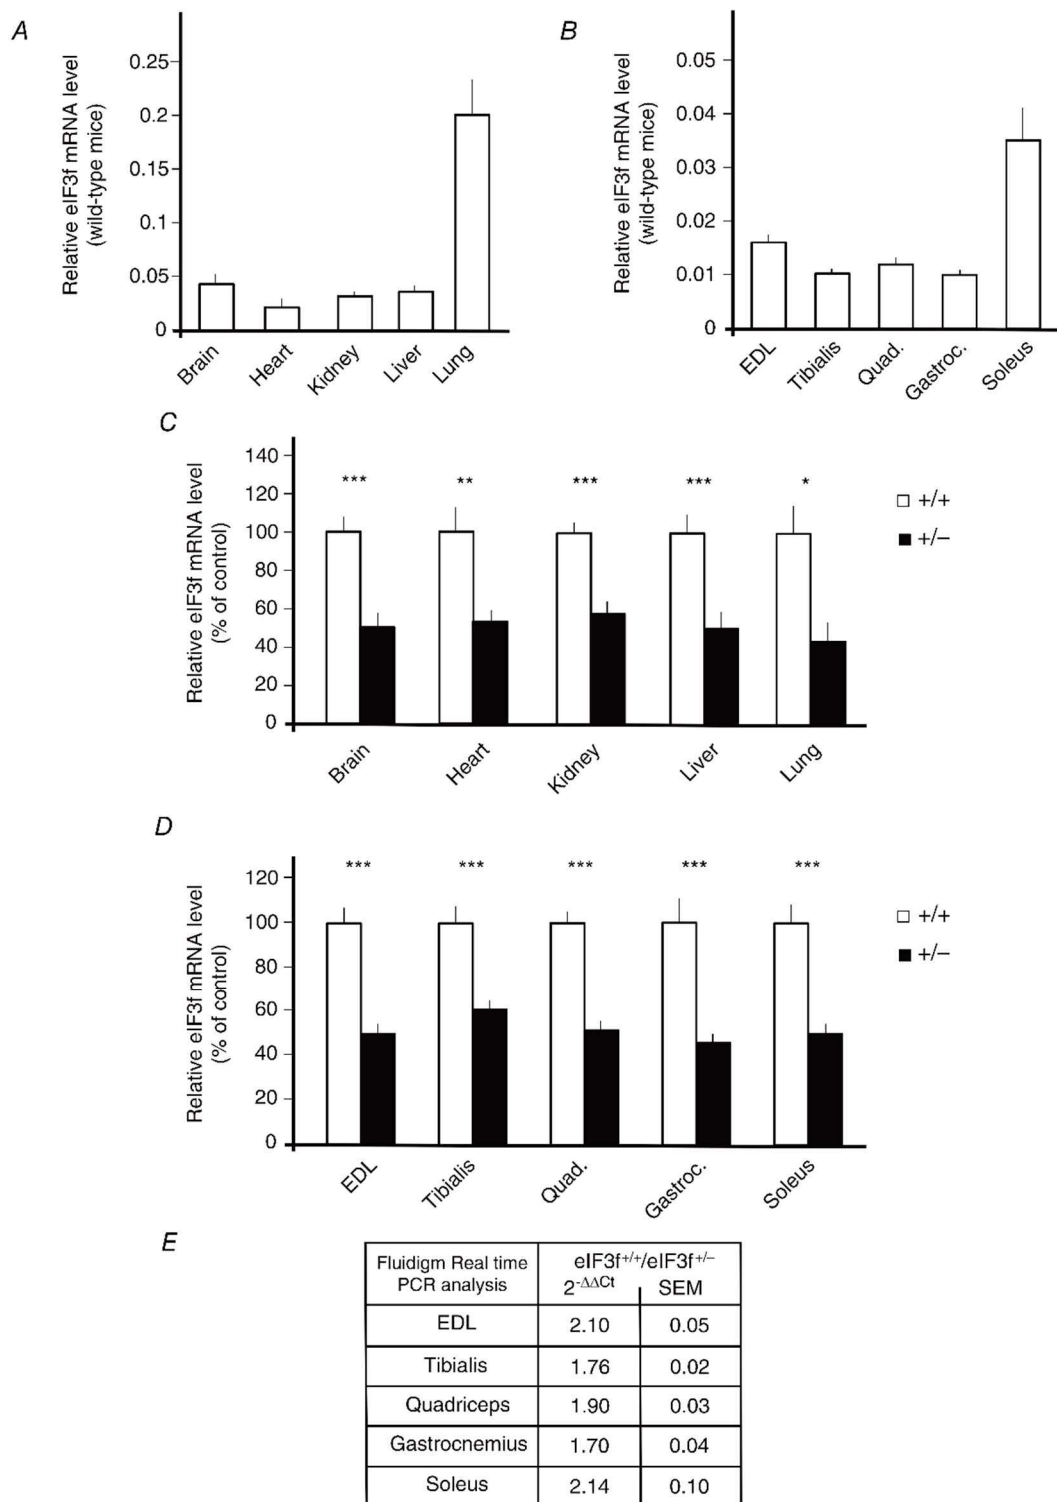 A
Relative eIF3f mRNA level
(wild-type mice)
0.25
0.2
0.15
0.1
0.05
0
Brain
Heart
Kidney
Liver
Lung
B
Relative eIF3f mRNA level
(wild-type mice)
0.05
0.04
0.03
0.02
0.01
0
EDL
Tibialis
Quad.
Gastroc.
Soleus
C
Relative eIF3f mRNA level
(% of control)
140
120
100
80
60
40
20
0
*** ** *** *** *
Brain
Heart
Kidney
Liver
Lung
+/+
+/−
D
Relative eIF3f mRNA level
(% of control)
120
100
80
60
40
20
0
*** *** *** *** ***
EDL
Tibialis
Quad.
Gastroc.
Soleus
+/+
+/−
E
Fluidigm Real time
PCR analysis
eIF3f+/+/eIF3f+/−
2-ΔΔCt SEM
EDL 2.10 0.05
Tibialis 1.76 0.02
Quadriceps 1.90 0.03
Gastrocnemius 1.70 0.04
Soleus 2.14 0.10